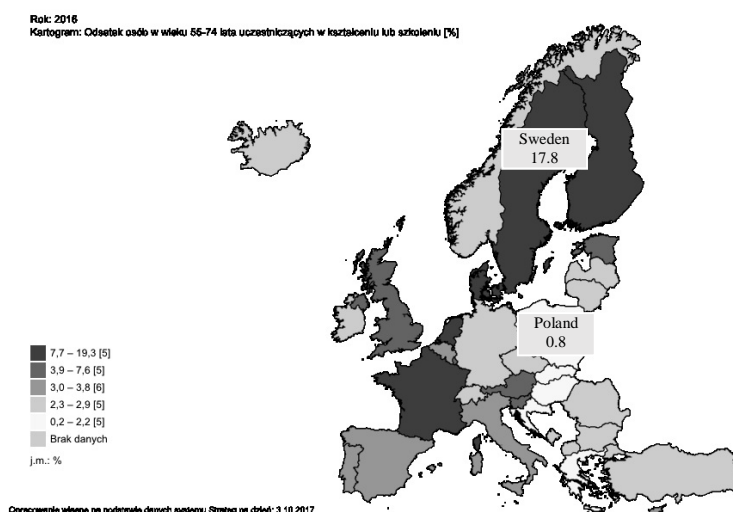 Rok: 2016
Kartogram: Odsetek osób w wieku 55-74 lata uczestniczących w kształceniu lub szkoleniu [%]
Sweden
17.8
Poland
0.8
7,7 – 19,3 [5]
3,9 – 7,6 [5]
3,0 – 3,8 [6]
2,3 – 2,9 [5]
0,2 – 2,2 [5]
Brak danych
j.m.: %
Opracowanie własne na podstawie danych systemu Strateg na dzień: 3.10.2017